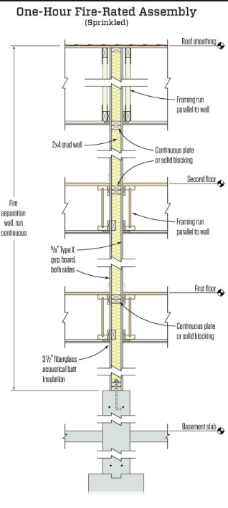 One-Hour Fire-Rated Assembly
(Sprinkled)
Roof sheathing
Framing run
parallel to wall
2x4 stud wall
Continuous plate
or solid blocking
Second floor
Fire
separation
wall, run
continuous
Framing run
parallel to wall
5/8" Type X
gyp. board,
both sides
First floor
Continuous plate
or solid blocking
3 1/2" fiberglass
acoustical batt
insulation
Basement slab